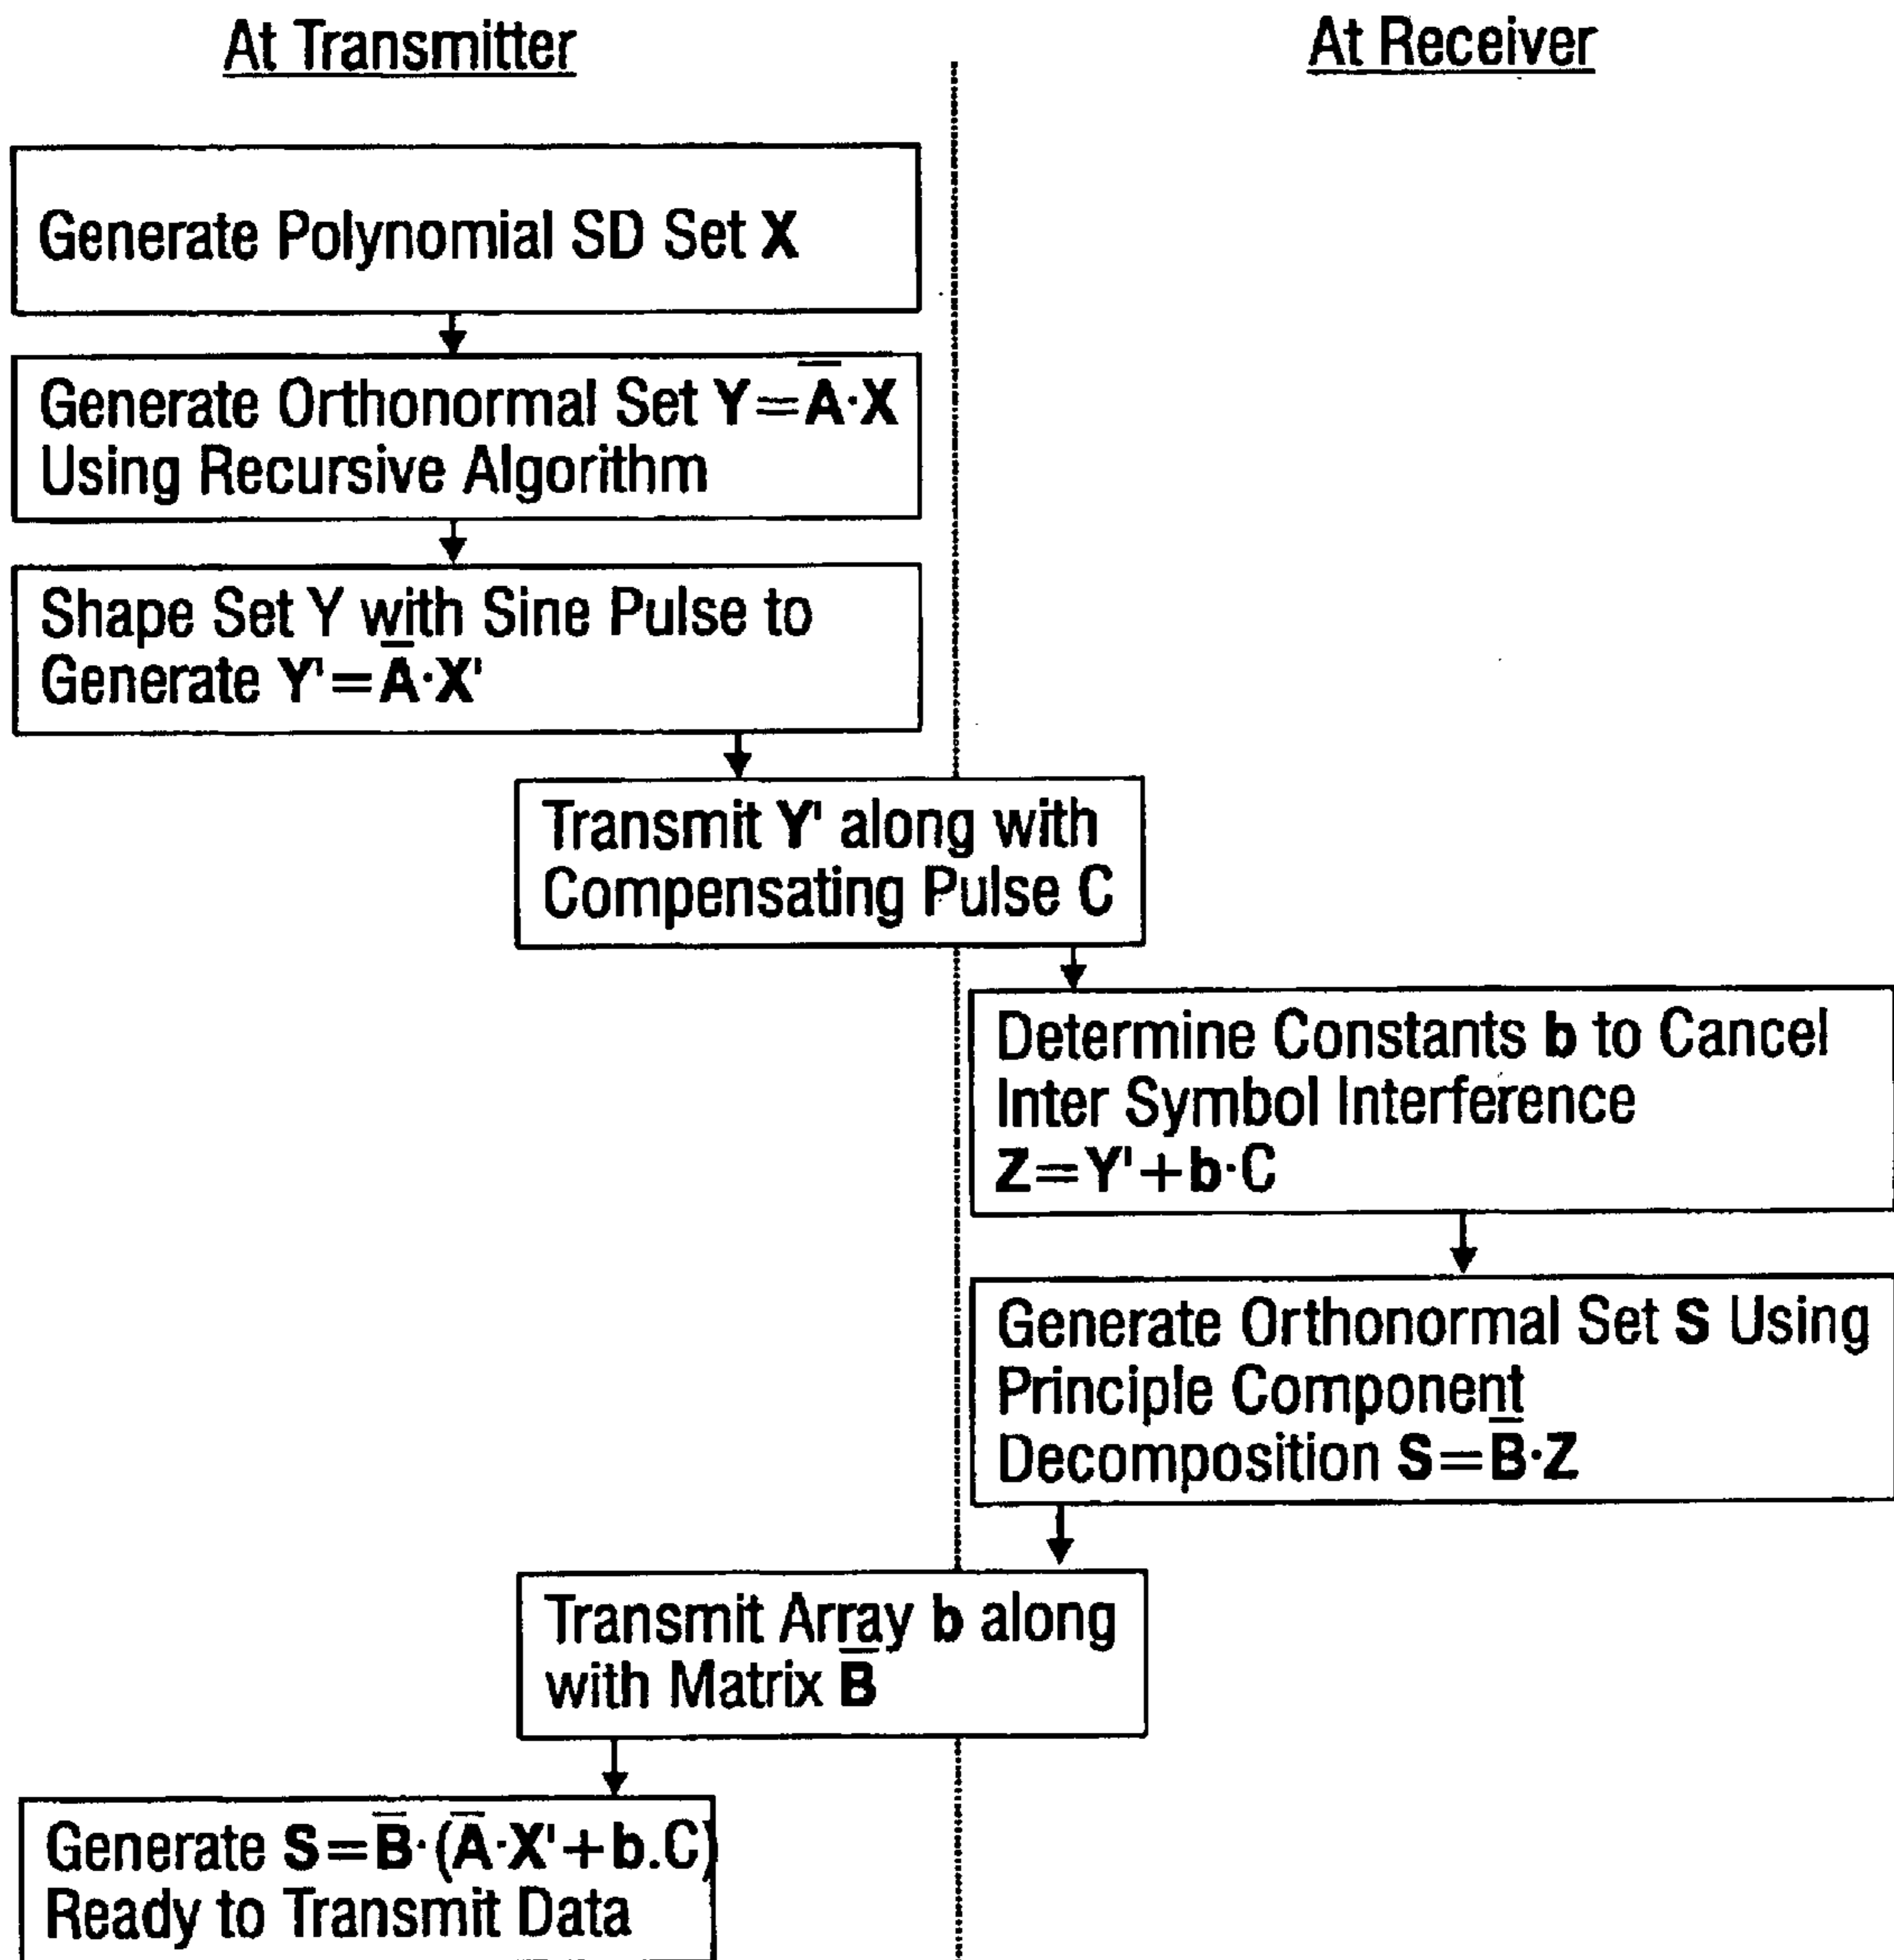 At Transmitter
At Receiver
Generate Polynomial SD Set X
Generate Orthonormal Set Y=A̅·X
Using Recursive Algorithm
Shape Set Y with Sine Pulse to
Generate Y'=A̅·X'
Transmit Y' along with
Compensating Pulse C
Determine Constants b to Cancel
Inter Symbol Interference
Z=Y'+b·C
Generate Orthonormal Set S Using
Principle Component
Decomposition S=B̅·Z
Transmit Array b along
with Matrix B̅
Generate S=B̅·(A̅·X'+b.C)
Ready to Transmit Data